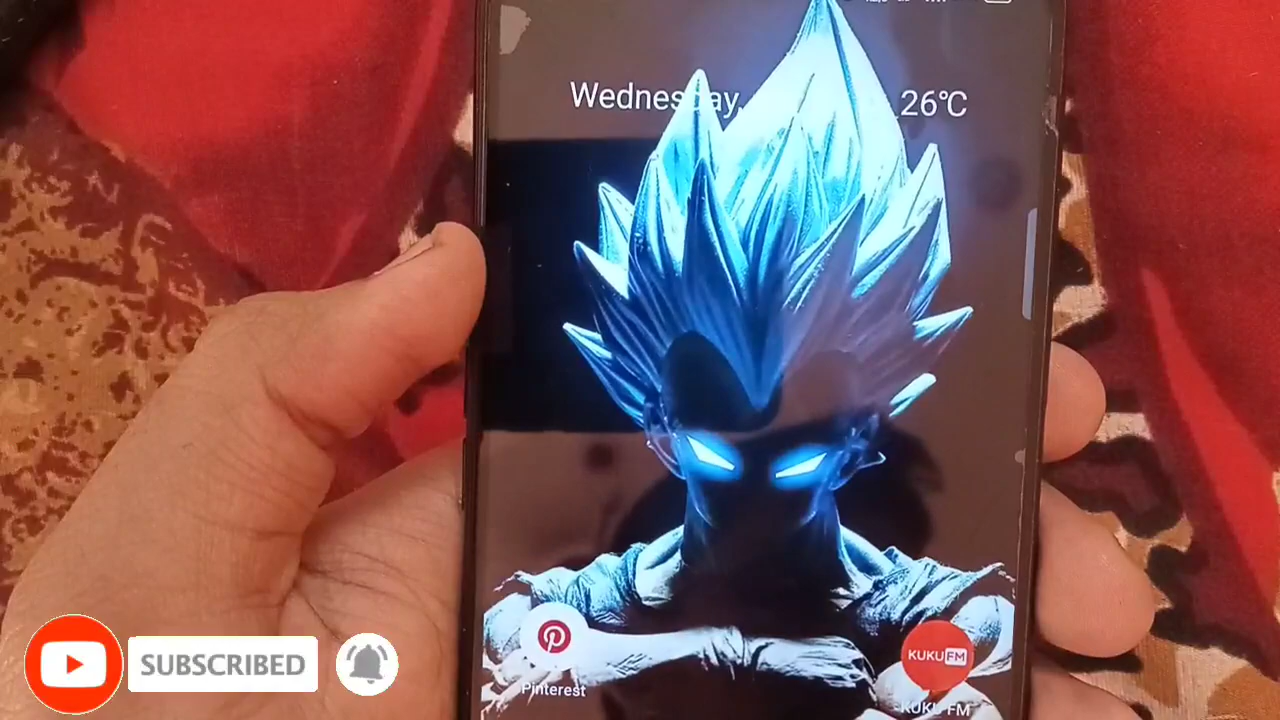 Wednesday,
26°C
KUKU FM
Pinterest
KUKU FM
SUBSCRIBED